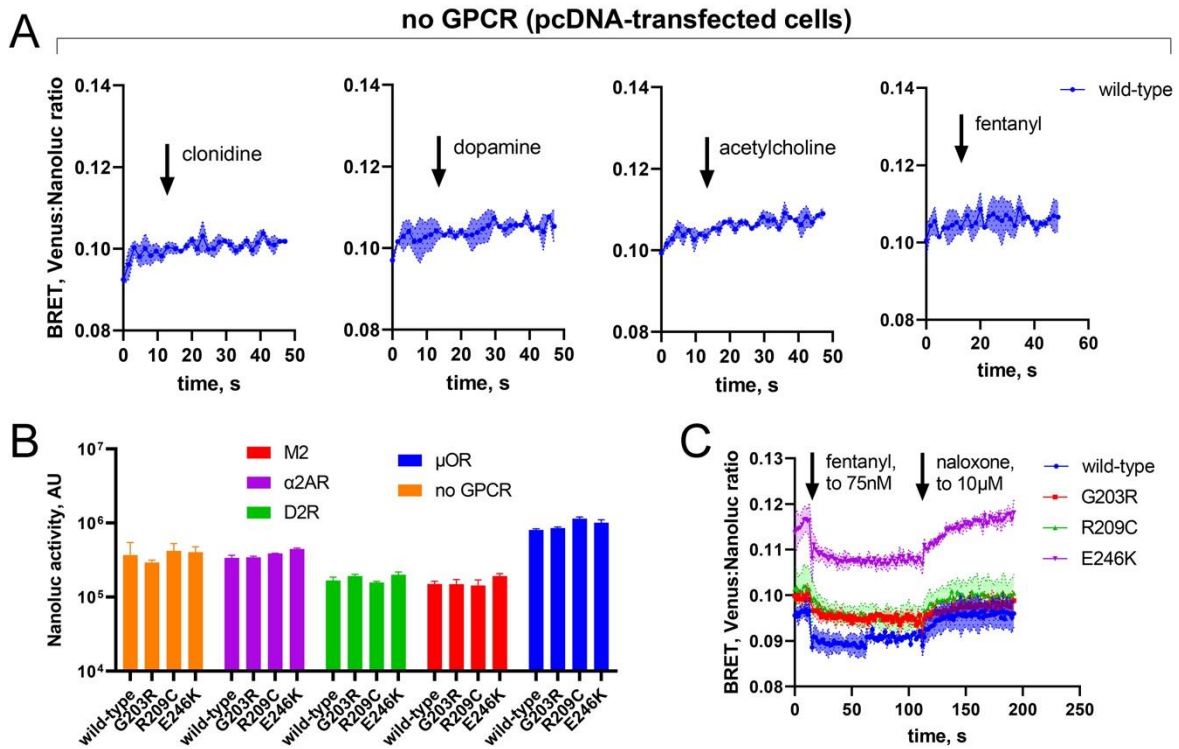 A
no GPCR (pcDNA-transfected cells)
BRET, Venus:Nanoluc ratio
0.14
0.12
0.10
0.08
clonidine
0 10 20 30 40 50
time, s
0.14
0.12
0.10
0.08
dopamine
0 10 20 30 40 50
time, s
0.14
0.12
0.10
0.08
acetylcholine
0 10 20 30 40 50
time, s
0.14
0.12
0.10
0.08
fentanyl
wild-type
0 20 40 60
time, s
B
Nanoluc activity, AU
10⁷
10⁶
10⁵
10⁴
M2
α2AR
D2R
µOR
no GPCR
wild-type
G203R
R209C
E246K
wild-type
G203R
R209C
E246K
wild-type
G203R
R209C
E246K
wild-type
G203R
R209C
E246K
wild-type
G203R
R209C
E246K
C
BRET, Venus:Nanoluc ratio
0.13
0.12
0.11
0.10
0.09
0.08
fentanyl,
to 75nM
naloxone,
to 10µM
wild-type
G203R
R209C
E246K
0 50 100 150 200 250
time, s